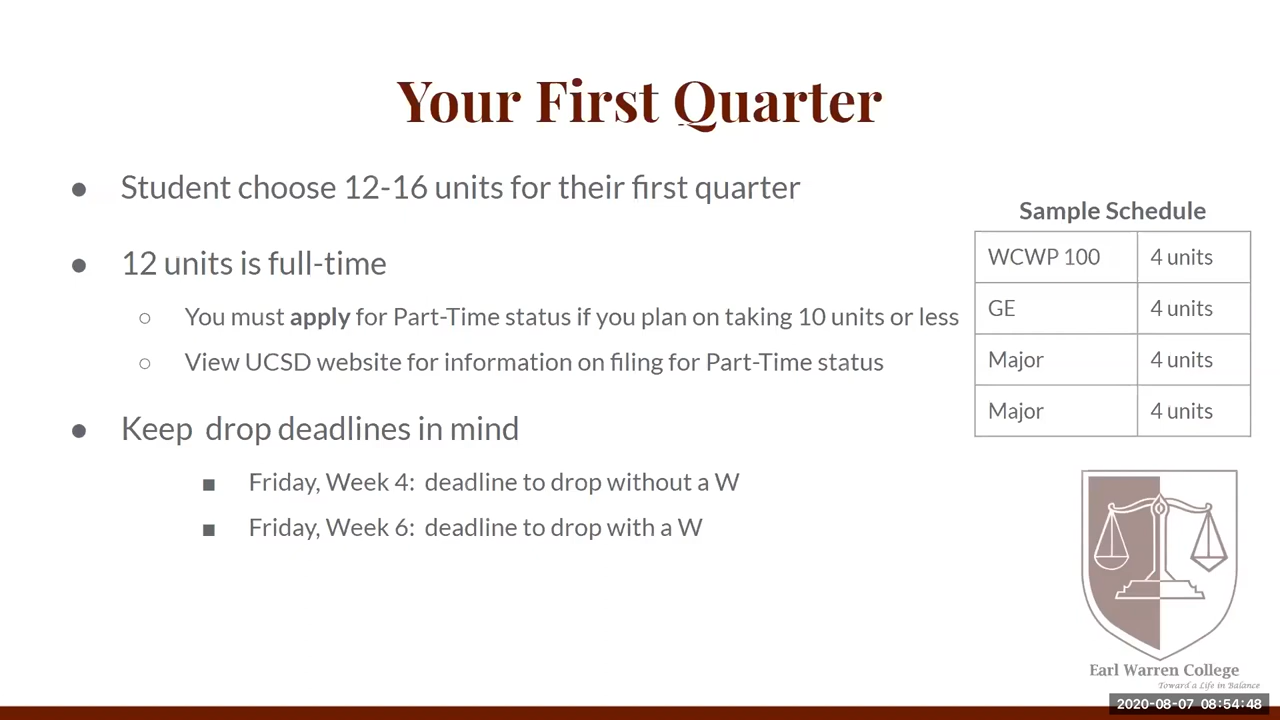 Your First Quarter
● Student choose 12-16 units for their first quarter
● 12 units is full-time
○ You must apply for Part-Time status if you plan on taking 10 units or less
○ View UCSD website for information on filing for Part-Time status
● Keep drop deadlines in mind
■ Friday, Week 4: deadline to drop without a W
■ Friday, Week 6: deadline to drop with a W
Sample Schedule
WCWP 100 4 units
GE 4 units
Major 4 units
Major 4 units
Earl Warren College
Toward a Life in Balance
2020-08-07 08:54:48